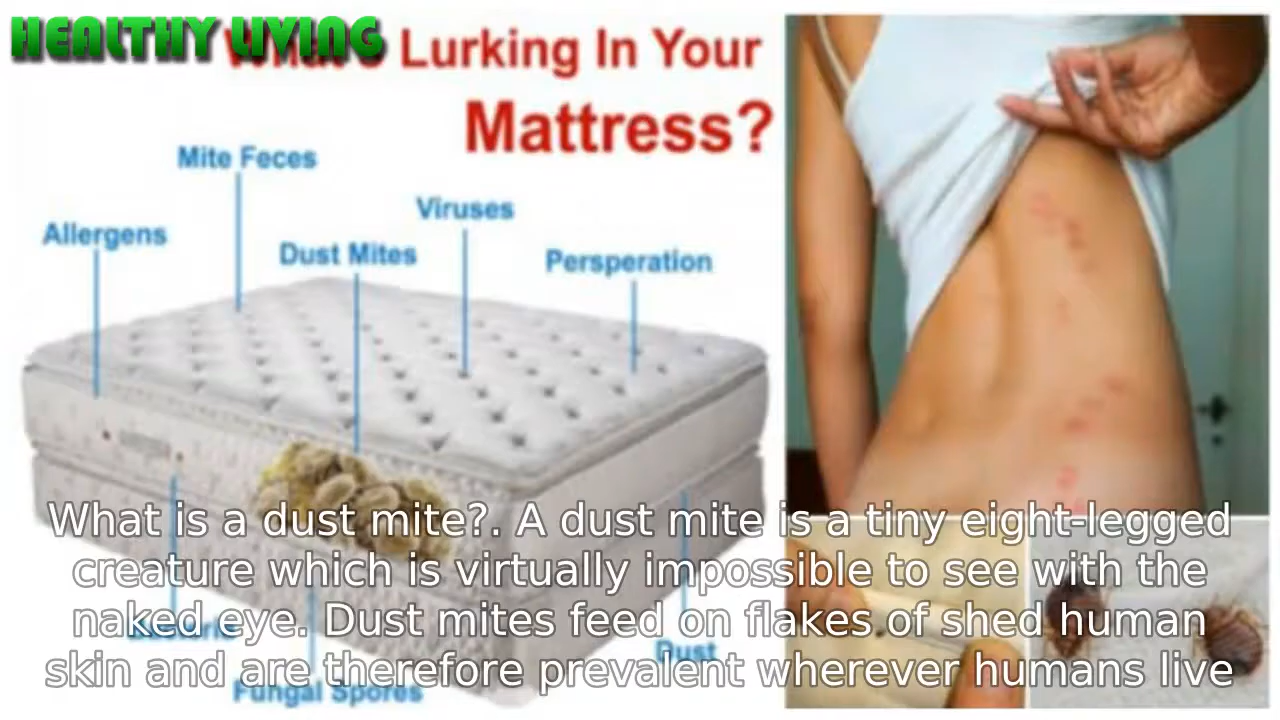 HEALTHY LIVING
Lurking In Your
Mattress?
Mite Feces
Viruses
Allergens
Dust Mites
Persperation
What is a dust mite?. A dust mite is a tiny eight-legged
creature which is virtually impossible to see with the
naked eye. Dust mites feed on flakes of shed human
Dust
skin and are therefore prevalent wherever humans live
Fungal Spores